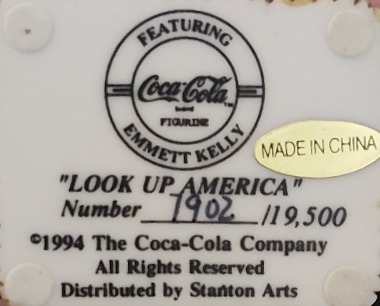 FEATURING
Coca-Cola
brand
FIGURINE
EMMETT KELLY
MADE IN CHINA
"LOOK UP AMERICA"
Number 1902 /19,500
©1994 The Coca-Cola Company
All Rights Reserved
Distributed by Stanton Arts